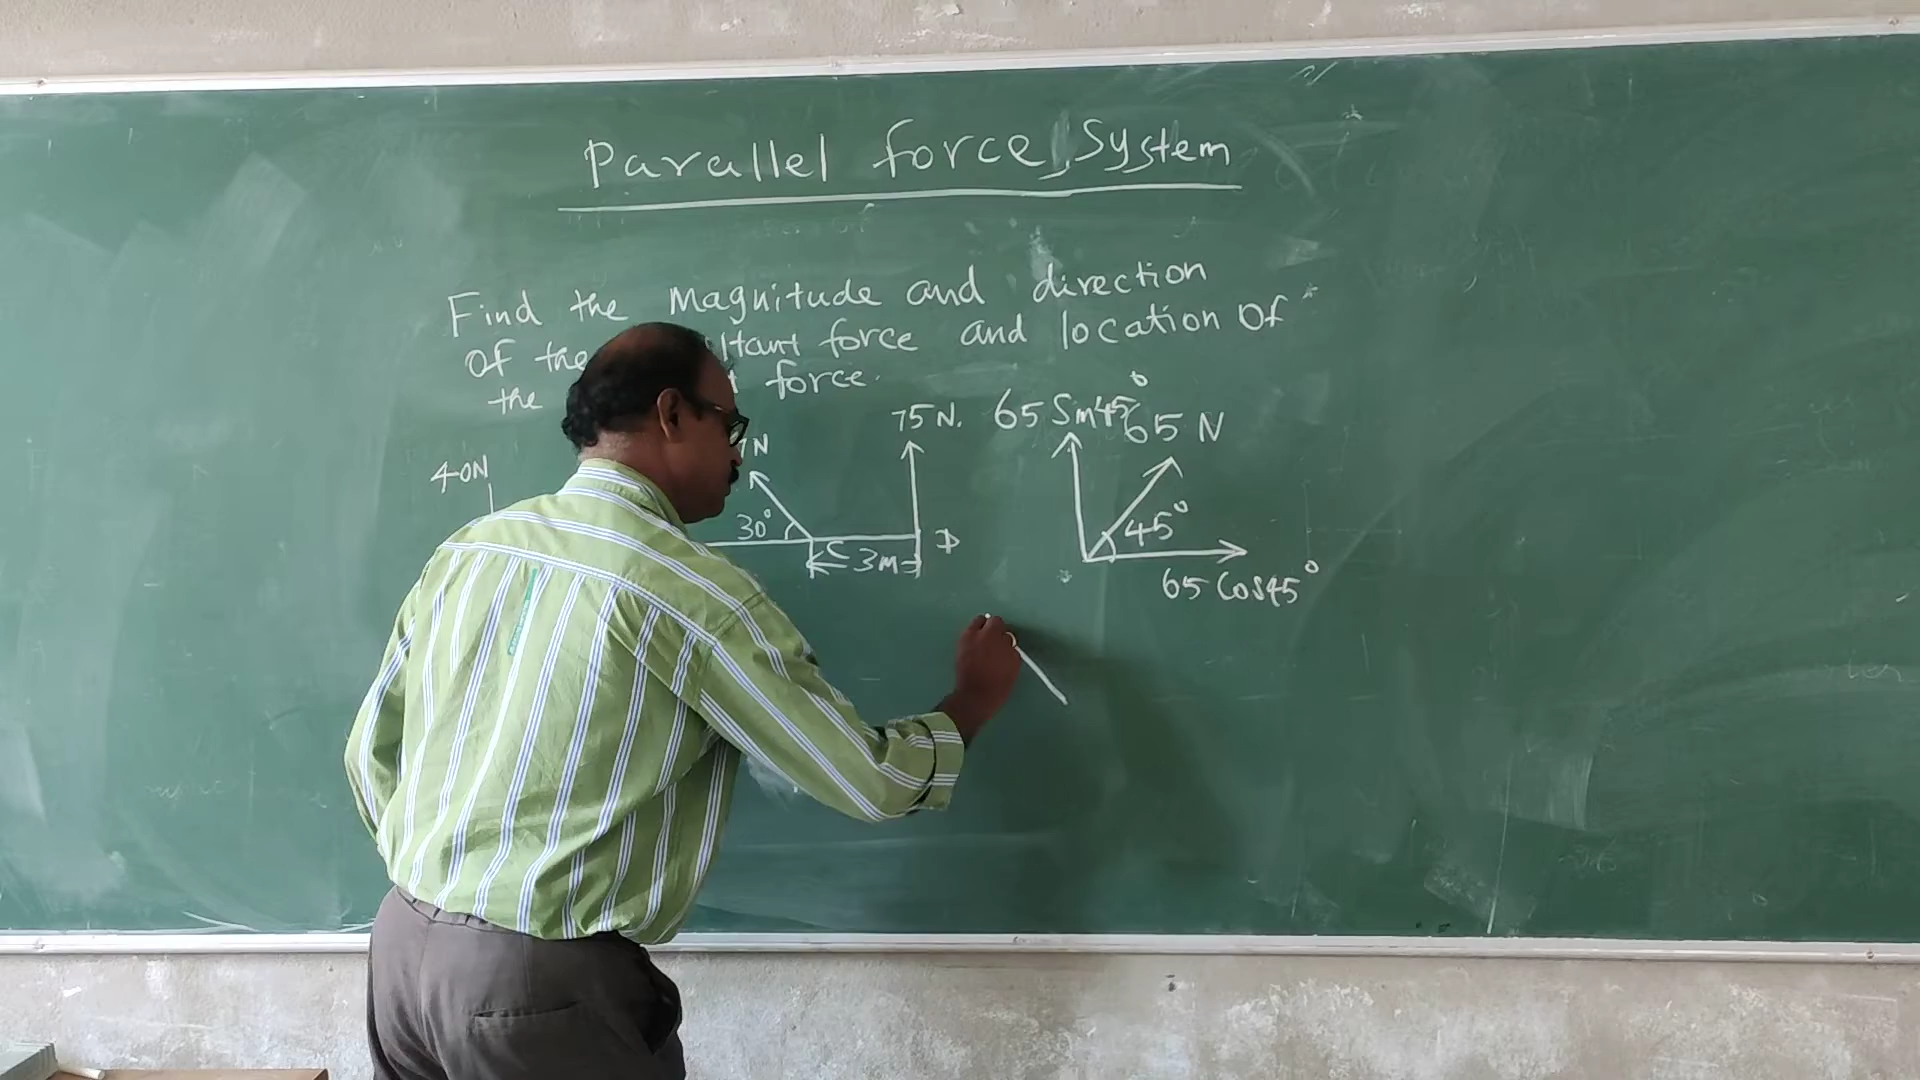 Parallel force System
Find the Magnitude and direction
of the ltant force and location of
the force.
40N
N
75 N.
65 Sin45°
65 N
30°
45°
C
D
3m
65 Cos45°